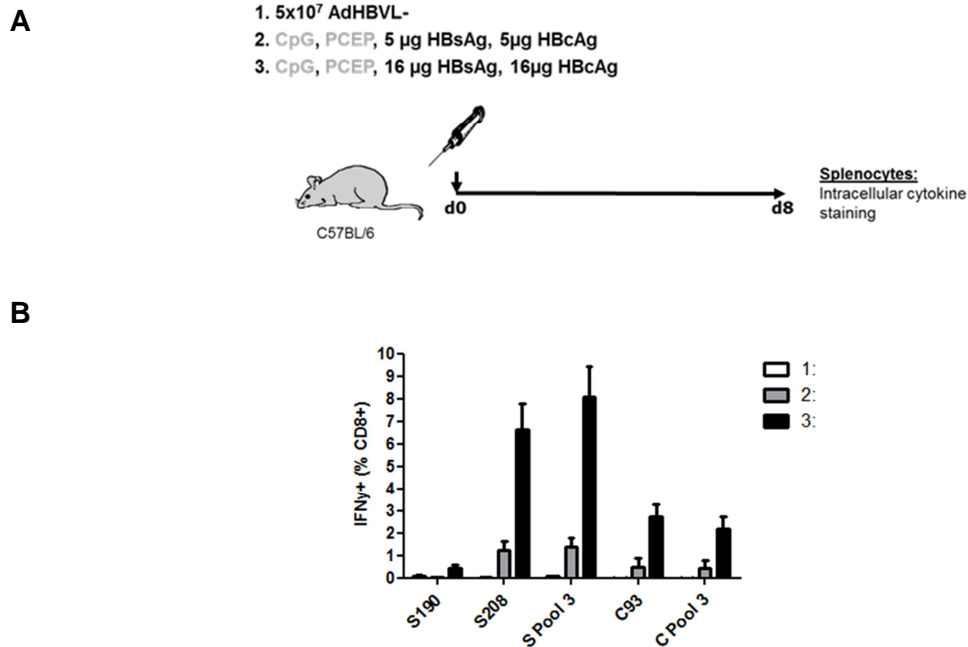 A
1. 5x10⁷ AdHBVL-
2. CpG, PCEP, 5 µg HBsAg, 5µg HBcAg
3. CpG, PCEP, 16 µg HBsAg, 16µg HBcAg
C57BL/6
d0
d8
Splenocytes:
Intracellular cytokine
staining
B
IFNγ+ (% CD8+)
10
9
8
7
6
5
4
3
2
1
0
S190
S208
S Pool 3
C93
C Pool 3
1:
2:
3: